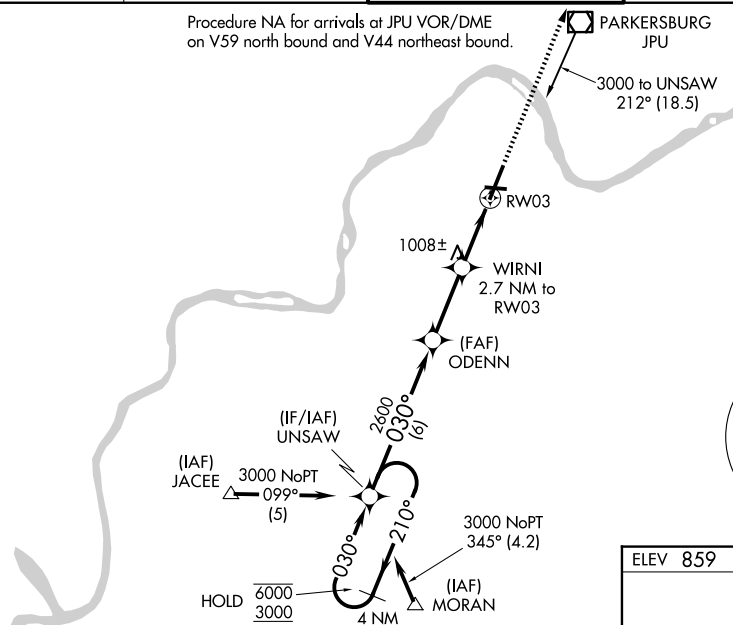 Procedure NA for arrivals at JPU VOR/DME
on V59 north bound and V44 northeast bound.
PARKERSBURG
JPU
3000 to UNSAW
212° (18.5)
RW03
1008±
WIRNI
2.7 NM to
RW03
(FAF)
ODENN
2600
030°
(6)
(IF/IAF)
UNSAW
(IAF)
JACEE
3000 NoPT
099°
(5)
210°
030°
3000 NoPT
345° (4.2)
(IAF)
MORAN
HOLD
6000
3000
4 NM
ELEV 859